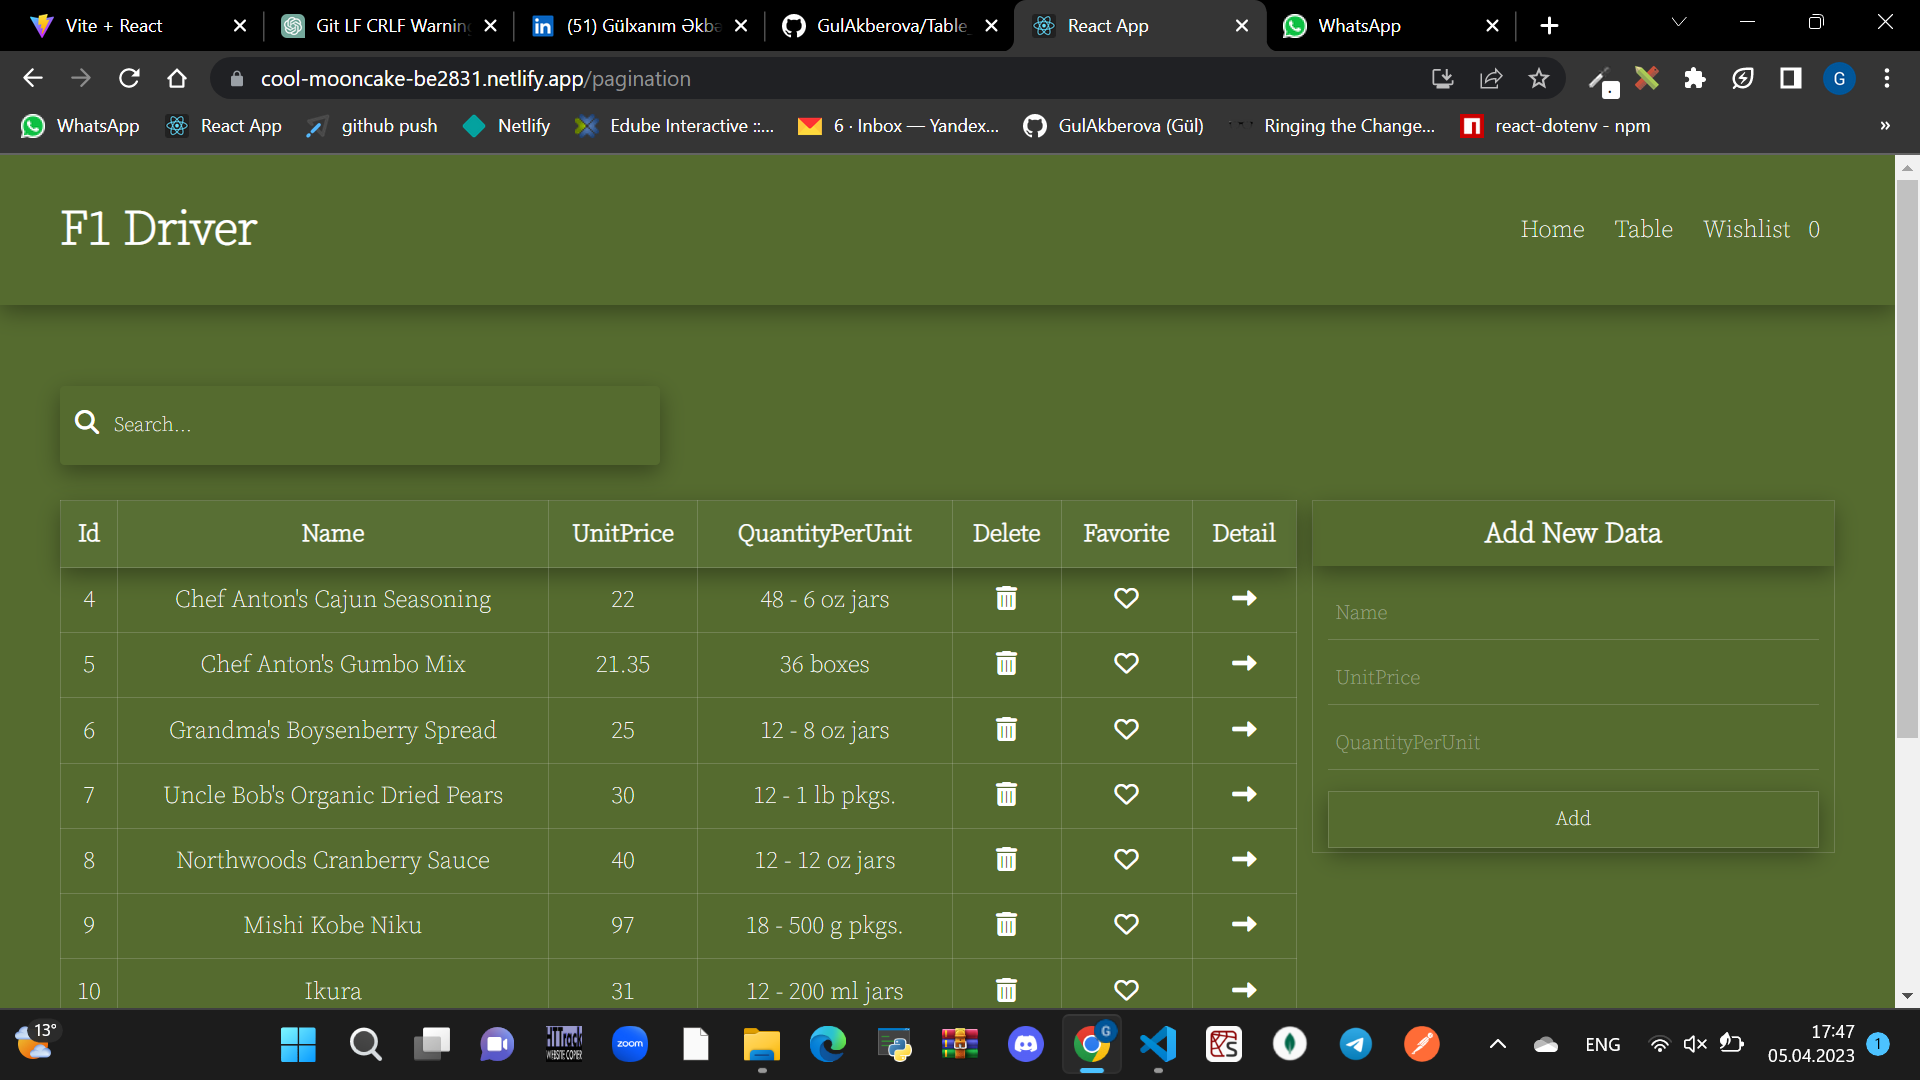 Vite + React
Git LF CRLF Warning
(51) Gülxanım Əkbə
GulAkberova/Table_
React App
WhatsApp
cool-mooncake-be2831.netlify.app/pagination
G
WhatsApp
React App
github push
Netlify
Edube Interactive ::...
6 · Inbox — Yandex...
GulAkberova (Gül)
Ringing the Change...
react-dotenv - npm
»
F1 Driver
Home Table Wishlist 0
Search...
Id Name UnitPrice QuantityPerUnit Delete Favorite Detail
4 Chef Anton's Cajun Seasoning 22 48 - 6 oz jars
5 Chef Anton's Gumbo Mix 21.35 36 boxes
6 Grandma's Boysenberry Spread 25 12 - 8 oz jars
7 Uncle Bob's Organic Dried Pears 30 12 - 1 lb pkgs.
8 Northwoods Cranberry Sauce 40 12 - 12 oz jars
9 Mishi Kobe Niku 97 18 - 500 g pkgs.
10 Ikura 31 12 - 200 ml jars
Add New Data
Name
UnitPrice
QuantityPerUnit
Add
13°
HTTrack
WEBSITE COPIER
zoom
G
ENG
17:47
05.04.2023
1